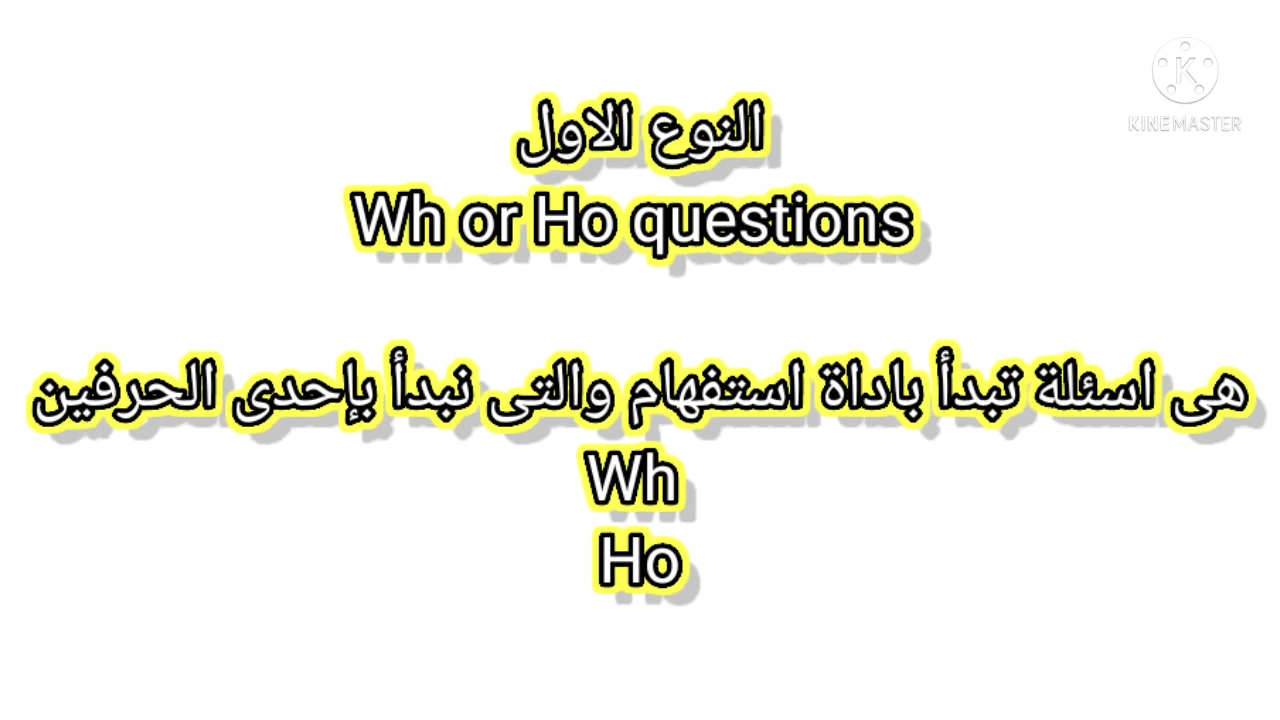 النوع الاول
Wh or Ho questions
هى اسئلة تبدأ باداة استفهام والتى نبدأ بإحدى الحرفين
Wh
Ho
K
KINEMASTER